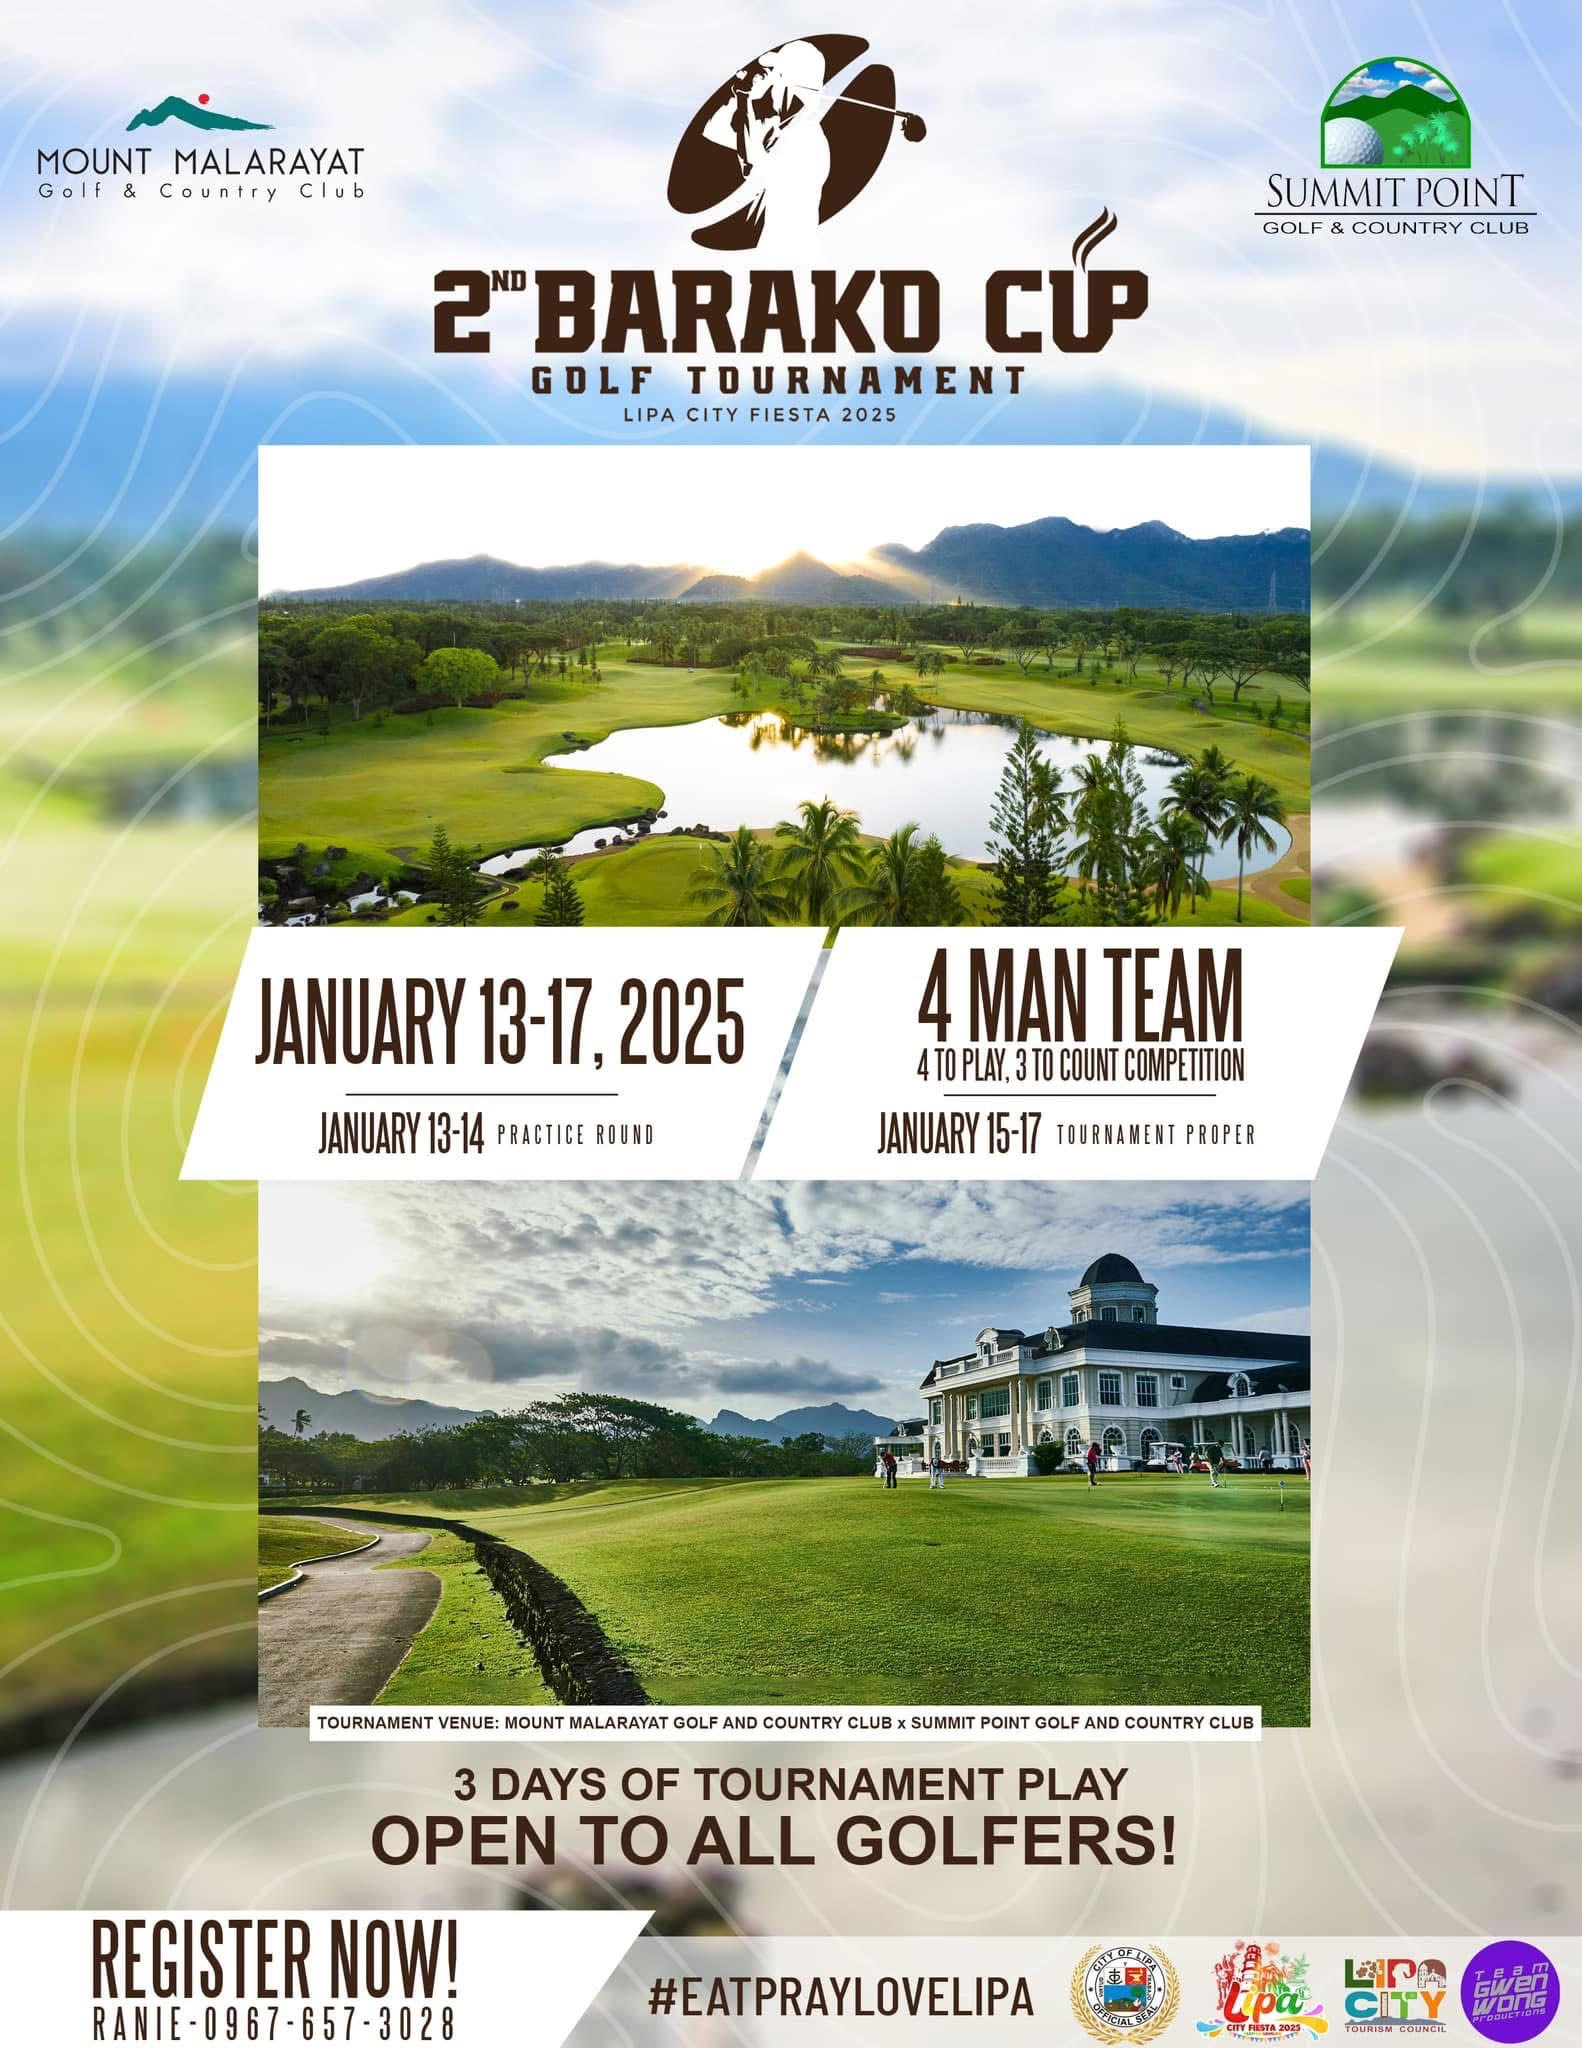 MOUNT MALARAYAT
Golf & Country Club
SUMMIT POINT
GOLF & COUNTRY CLUB
2ND BARAKO CUP
GOLF TOURNAMENT
LIPA CITY FIESTA 2025
JANUARY 13-17, 2025
JANUARY 13-14 PRACTICE ROUND
4 MAN TEAM
4 TO PLAY, 3 TO COUNT COMPETITION
JANUARY 15-17 TOURNAMENT PROPER
TOURNAMENT VENUE: MOUNT MALARAYAT GOLF AND COUNTRY CLUB x SUMMIT POINT GOLF AND COUNTRY CLUB
3 DAYS OF TOURNAMENT PLAY
OPEN TO ALL GOLFERS!
REGISTER NOW!
RANIE-0967-657-3028
#EATPRAYLOVELIPA
CITY OF LIPA
OFFICIAL SEAL
Lipa
CITY FIESTA 2025
LIPA
CITY
TOURISM COUNCIL
TEAM
GWEN
WONG
PRODUCTIONS